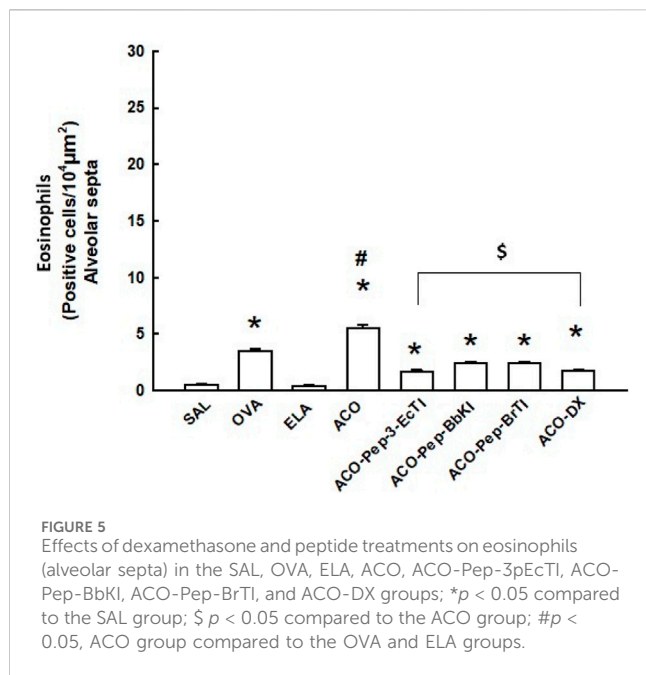 Eosinophils
(Positive cells/10⁴µm²)
Alveolar septa
30
25
20
15
10
5
0
*
#
*
$
*
*
*
*
SAL
OVA
ELA
ACO
ACO-Pep-3-EcTI
ACO-Pep-BbKI
ACO-Pep-BrTI
ACO-DX
FIGURE 5
Effects of dexamethasone and peptide treatments on eosinophils
(alveolar septa) in the SAL, OVA, ELA, ACO, ACO-Pep-3pEcTI, ACO-
Pep-BbKI, ACO-Pep-BrTI, and ACO-DX groups; *p < 0.05 compared
to the SAL group; $ p < 0.05 compared to the ACO group; #p <
0.05, ACO group compared to the OVA and ELA groups.